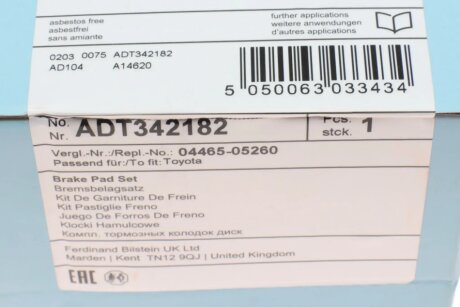 asbestos free
asbestfrei
sans amiante
further applications
weitere Anwendungen
d'autres applications
0203 0075 ADT342182
AD104 A14620
5 050063 033434
No.
Nr. ADT342182 Pcs.
stck. 1
Vergl.-Nr.:/Repl.-No.: 04465-05260
Passend für:/To fit: Toyota
Brake Pad Set
Bremsbelagsatz
Kit De Garniture De Frein
Kit Pastiglie Freno
Juego De Forros De Freno
Klocki Hamulcowe
Компл. тормозных колодок диск
Ferdinand Bilstein UK Ltd
Marden | Kent TN12 9QJ | United Kingdom
EAC